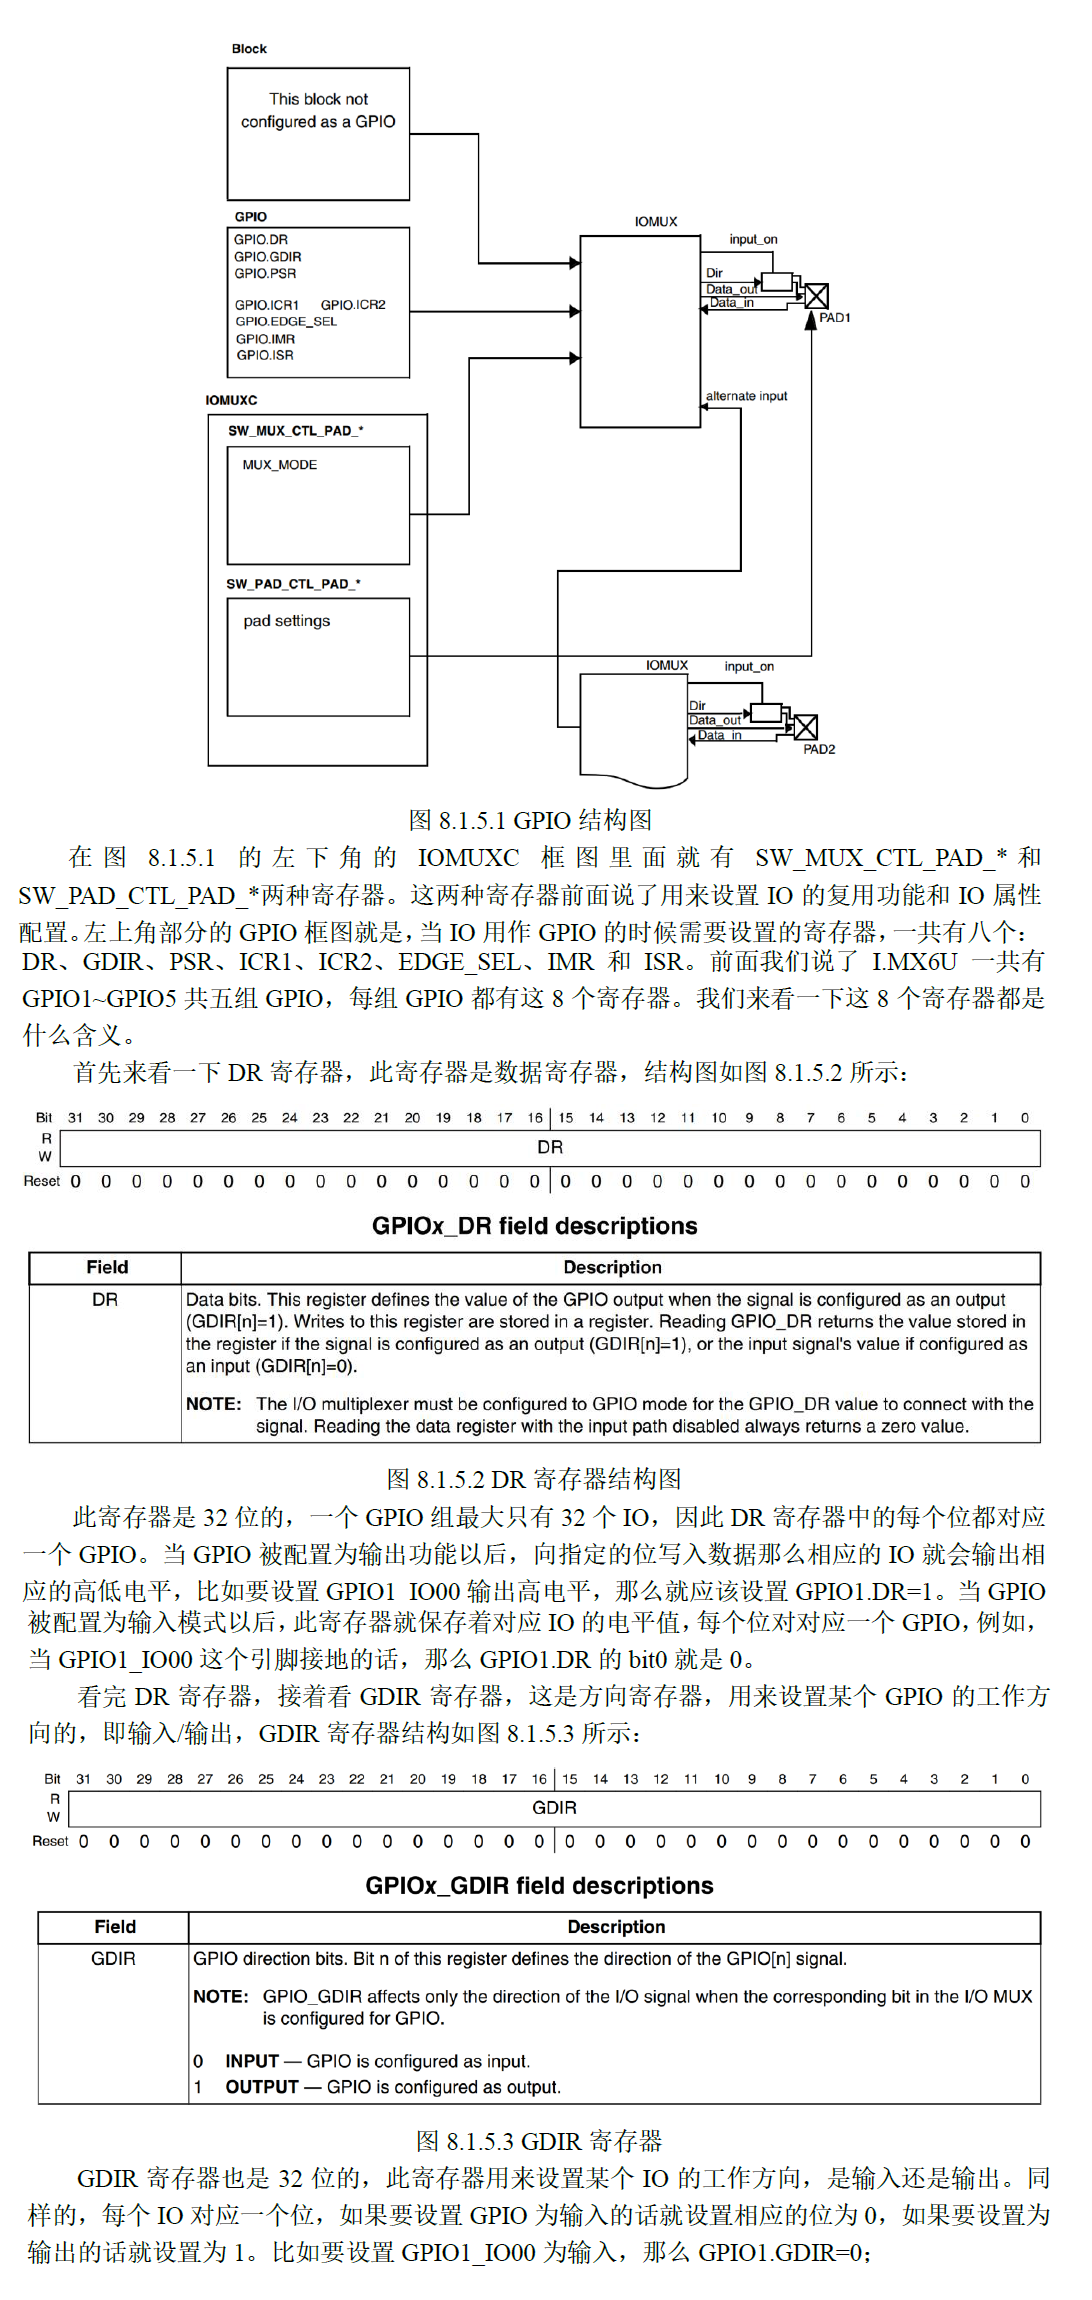 Block
This block not
configured as a GPIO
GPIO
GPIO.DR
GPIO.GDIR
GPIO.PSR
GPIO.ICR1 GPIO.ICR2
GPIO.EDGE_SEL
GPIO.IMR
GPIO.ISR
IOMUXC
SW_MUX_CTL_PAD_*
MUX_MODE
SW_PAD_CTL_PAD_*
pad settings
IOMUX
input_on
Dir
Data_out
Data_in
PAD1
alternate input
IOMUX
input_on
Dir
Data_out
Data_in
PAD2
图 8.1.5.1 GPIO 结构图
在图 8.1.5.1 的左下角的 IOMUXC 框图里面就有 SW_MUX_CTL_PAD_*和
SW_PAD_CTL_PAD_*两种寄存器。这两种寄存器前面说了用来设置 IO 的复用功能和 IO 属性
配置。左上角部分的 GPIO 框图就是，当 IO 用作 GPIO 的时候需要设置的寄存器，一共有八个：
DR、GDIR、PSR、ICR1、ICR2、EDGE_SEL、IMR 和 ISR。前面我们说了 I.MX6U 一共有
GPIO1~GPIO5 共五组 GPIO，每组 GPIO 都有这 8 个寄存器。我们来看一下这 8 个寄存器都是
什么含义。
首先来看一下 DR 寄存器，此寄存器是数据寄存器，结构图如图 8.1.5.2 所示：
Bit 31 30 29 28 27 26 25 24 23 22 21 20 19 18 17 16 15 14 13 12 11 10 9 8 7 6 5 4 3 2 1 0
R
DR
W
Reset 0 0 0 0 0 0 0 0 0 0 0 0 0 0 0 0 0 0 0 0 0 0 0 0 0 0 0 0 0 0 0 0
GPIOx_DR field descriptions
Field Description
DR Data bits. This register defines the value of the GPIO output when the signal is configured as an output
(GDIR[n]=1). Writes to this register are stored in a register. Reading GPIO_DR returns the value stored in
the register if the signal is configured as an output (GDIR[n]=1), or the input signal's value if configured as
an input (GDIR[n]=0).
NOTE: The I/O multiplexer must be configured to GPIO mode for the GPIO_DR value to connect with the
signal. Reading the data register with the input path disabled always returns a zero value.
图 8.1.5.2 DR 寄存器结构图
此寄存器是 32 位的，一个 GPIO 组最大只有 32 个 IO，因此 DR 寄存器中的每个位都对应
一个 GPIO。当 GPIO 被配置为输出功能以后，向指定的位写入数据那么相应的 IO 就会输出相
应的高低电平，比如要设置 GPIO1_IO00 输出高电平，那么就应该设置 GPIO1.DR=1。当 GPIO
被配置为输入模式以后，此寄存器就保存着对应 IO 的电平值，每个位对对应一个 GPIO，例如，
当 GPIO1_IO00 这个引脚接地的话，那么 GPIO1.DR 的 bit0 就是 0。
看完 DR 寄存器，接着看 GDIR 寄存器，这是方向寄存器，用来设置某个 GPIO 的工作方
向的，即输入/输出，GDIR 寄存器结构如图 8.1.5.3 所示：
Bit 31 30 29 28 27 26 25 24 23 22 21 20 19 18 17 16 15 14 13 12 11 10 9 8 7 6 5 4 3 2 1 0
R
GDIR
W
Reset 0 0 0 0 0 0 0 0 0 0 0 0 0 0 0 0 0 0 0 0 0 0 0 0 0 0 0 0 0 0 0 0
GPIOx_GDIR field descriptions
Field Description
GDIR GPIO direction bits. Bit n of this register defines the direction of the GPIO[n] signal.
NOTE: GPIO_GDIR affects only the direction of the I/O signal when the corresponding bit in the I/O MUX
is configured for GPIO.
0 INPUT — GPIO is configured as input.
1 OUTPUT — GPIO is configured as output.
图 8.1.5.3 GDIR 寄存器
GDIR 寄存器也是 32 位的，此寄存器用来设置某个 IO 的工作方向，是输入还是输出。同
样的，每个 IO 对应一个位，如果要设置 GPIO 为输入的话就设置相应的位为 0，如果要设置为
输出的话就设置为 1。比如要设置 GPIO1_IO00 为输入，那么 GPIO1.GDIR=0；